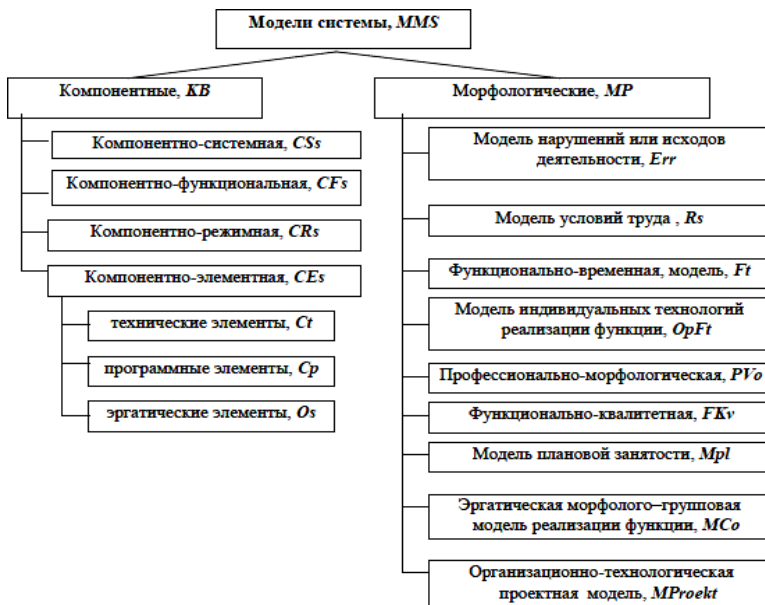 Модели системы, MMS
Компонентные, KB
Компонентно-системная, CSs
Компонентно-функциональная, CFs
Компонентно-режимная, CRs
Компонентно-элементная, CEs
технические элементы, Ct
программные элементы, Cp
эргатические элементы, Os
Морфологические, MP
Модель нарушений или исходов
деятельности, Err
Модель условий труда , Rs
Функционально-временная, модель, Ft
Модель индивидуальных технологий
реализации функции, OpFt
Профессионально-морфологическая, PVo
Функционально-квалитетная, FKv
Модель плановой занятости, Mpl
Эргатическая морфолого–групповая
модель реализации функции, MCo
Организационно-технологическая
проектная модель, MProekt